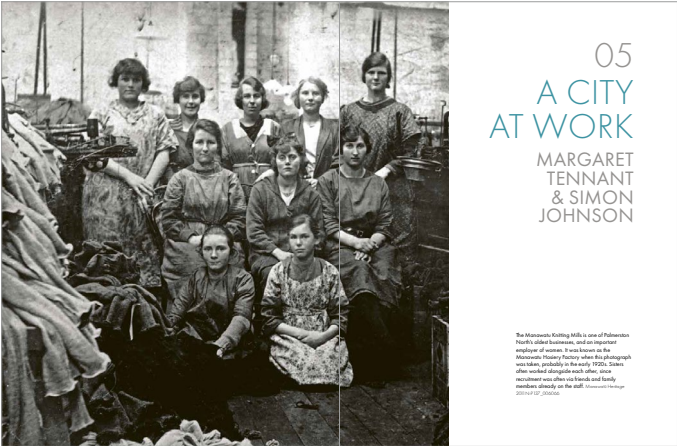 05
A CITY
AT WORK
MARGARET
TENNANT
& SIMON
JOHNSON
The Manawatu Knitting Mills is one of Palmerston
North's oldest businesses, and an important
employer of women. It was known as the
Manawatu Hosiery Factory when this photograph
was taken, probably in the early 1920s. Sisters
often worked alongside each other, since
recruitment was often via friends and family
members already on the staff. Manawatū Heritage